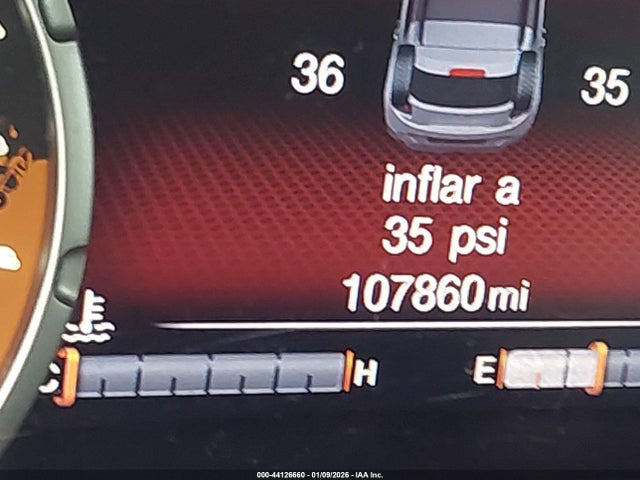 36
35
inflar a
35 psi
107860mi
C
H
E
000-44126660 - 01/09/2026 - IAA Inc.